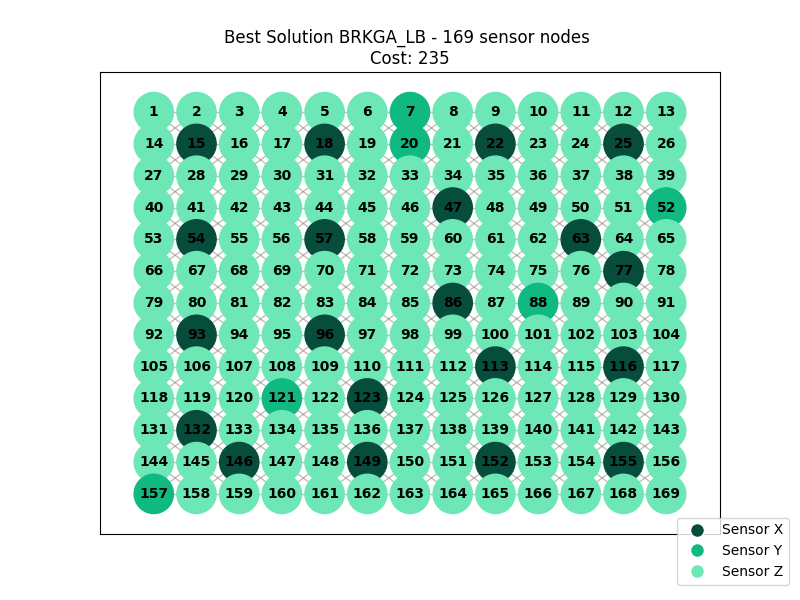 Best Solution BRKGA_LB - 169 sensor nodes
Cost: 235
1 2 3 4 5 6 7 8 9 10 11 12 13
14 15 16 17 18 19 20 21 22 23 24 25 26
27 28 29 30 31 32 33 34 35 36 37 38 39
40 41 42 43 44 45 46 47 48 49 50 51 52
53 54 55 56 57 58 59 60 61 62 63 64 65
66 67 68 69 70 71 72 73 74 75 76 77 78
79 80 81 82 83 84 85 86 87 88 89 90 91
92 93 94 95 96 97 98 99 100 101 102 103 104
105 106 107 108 109 110 111 112 113 114 115 116 117
118 119 120 121 122 123 124 125 126 127 128 129 130
131 132 133 134 135 136 137 138 139 140 141 142 143
144 145 146 147 148 149 150 151 152 153 154 155 156
157 158 159 160 161 162 163 164 165 166 167 168 169
Sensor X
Sensor Y
Sensor Z